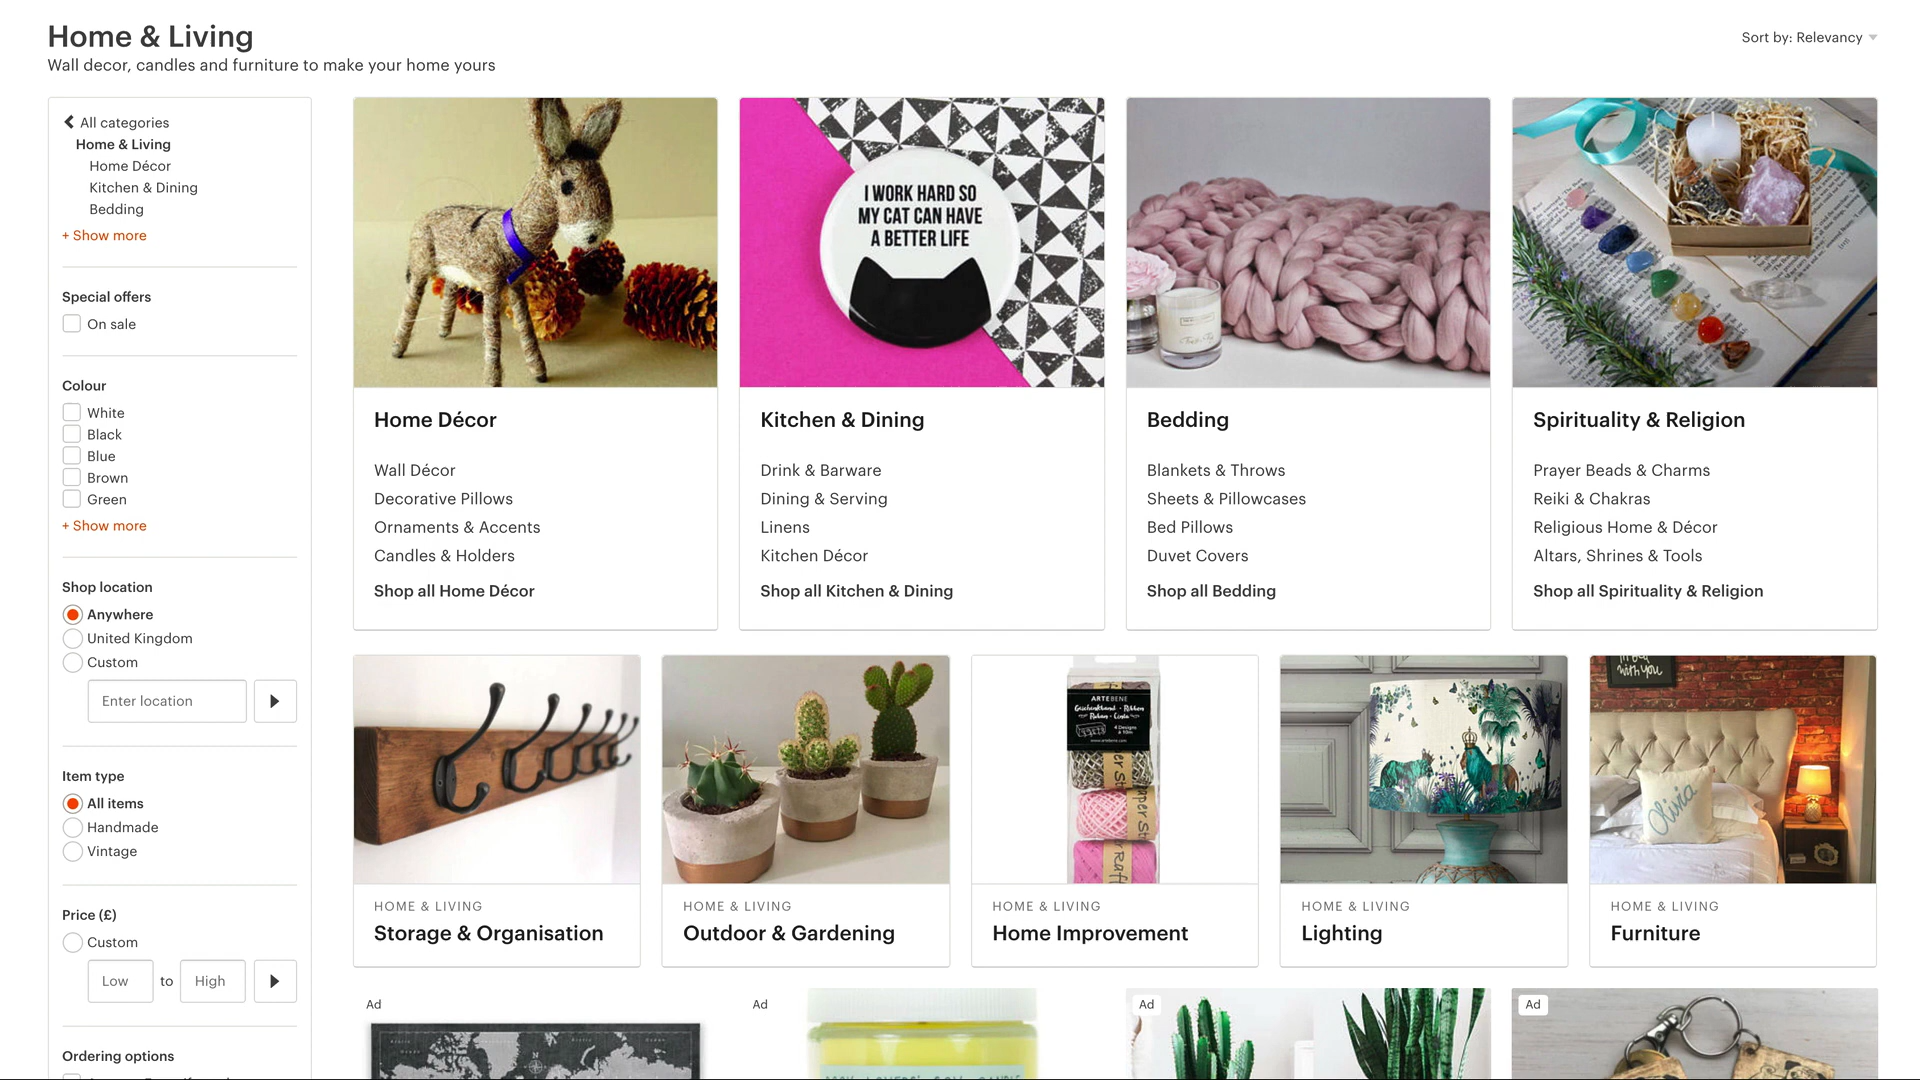 Home & Living
Wall decor, candles and furniture to make your home yours
Sort by: Relevancy
All categories
Home & Living
Home Décor
Kitchen & Dining
Bedding
+ Show more
Special offers
On sale
Colour
White
Black
Blue
Brown
Green
+ Show more
Shop location
Anywhere
United Kingdom
Custom
Enter location
Item type
All items
Handmade
Vintage
Price (£)
Custom
Low to High
Ordering options
Home Décor
Wall Décor
Decorative Pillows
Ornaments & Accents
Candles & Holders
Shop all Home Décor
I WORK HARD SO
MY CAT CAN HAVE
A BETTER LIFE
Kitchen & Dining
Drink & Barware
Dining & Serving
Linens
Kitchen Décor
Shop all Kitchen & Dining
Bedding
Blankets & Throws
Sheets & Pillowcases
Bed Pillows
Duvet Covers
Shop all Bedding
Spirituality & Religion
Prayer Beads & Charms
Reiki & Chakras
Religious Home & Décor
Altars, Shrines & Tools
Shop all Spirituality & Religion
HOME & LIVING
Storage & Organisation
HOME & LIVING
Outdoor & Gardening
ARTEBENE
Geschenkband - Ribbon
4 Designs
HOME & LIVING
Home Improvement
HOME & LIVING
Lighting
with you
Olivia
HOME & LIVING
Furniture
Ad
Ad
Ad
Ad